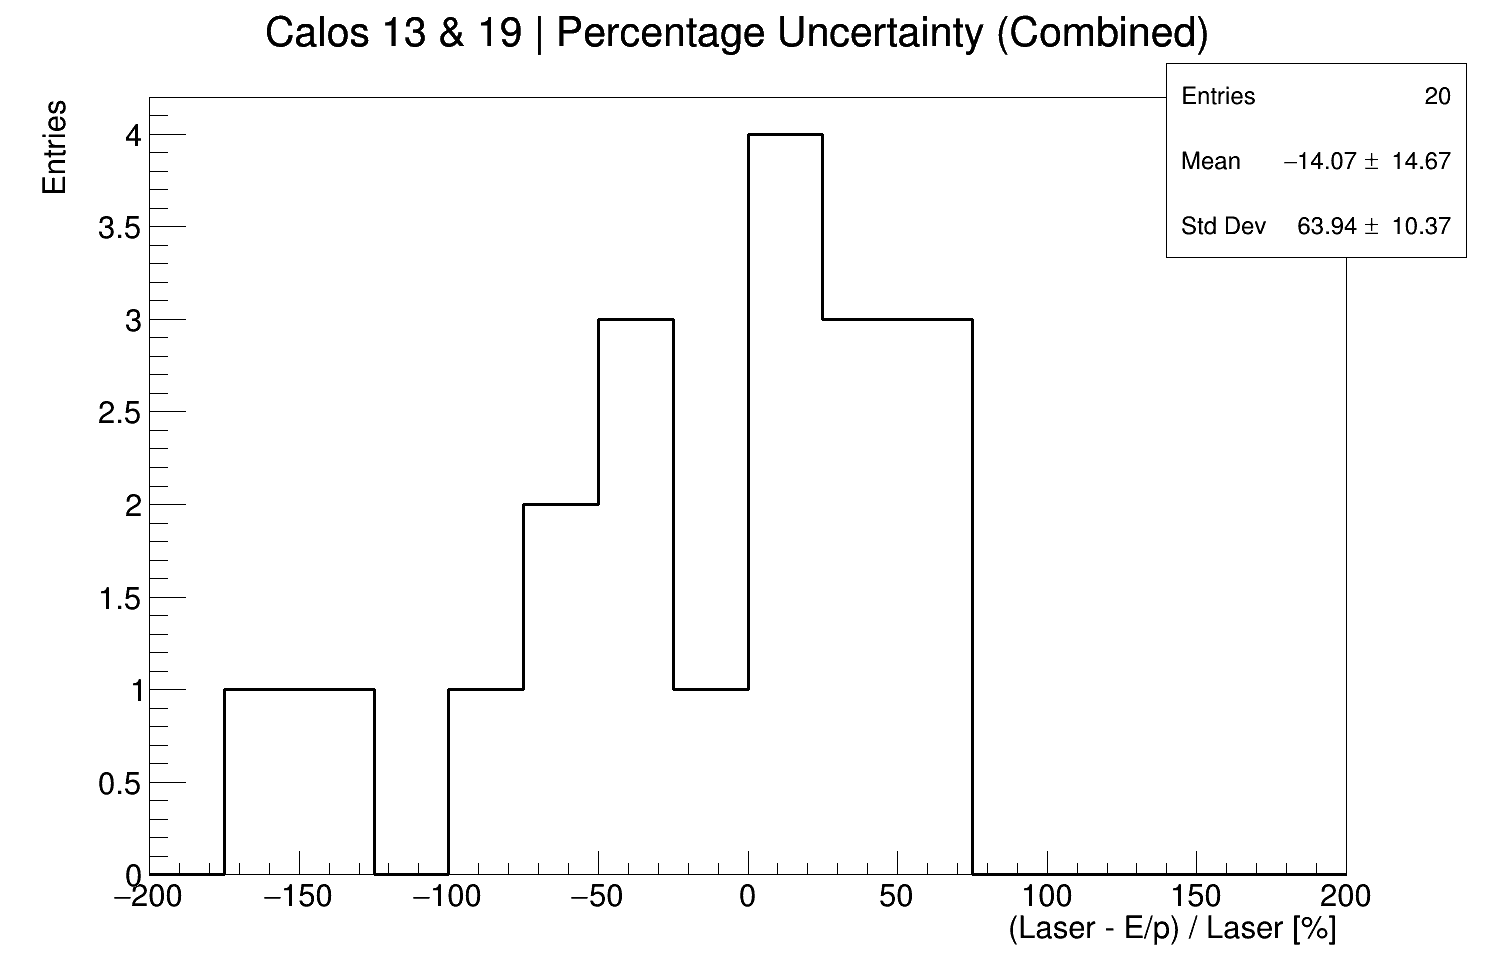 Calos 13 & 19 | Percentage Uncertainty (Combined)
Entries 20
Mean −14.07 ± 14.67
Std Dev 63.94 ± 10.37
Entries
4
3.5
3
2.5
2
1.5
1
0.5
0
−200 −150 −100 −50 0 50 100 150 200
(Laser - E/p) / Laser [%]